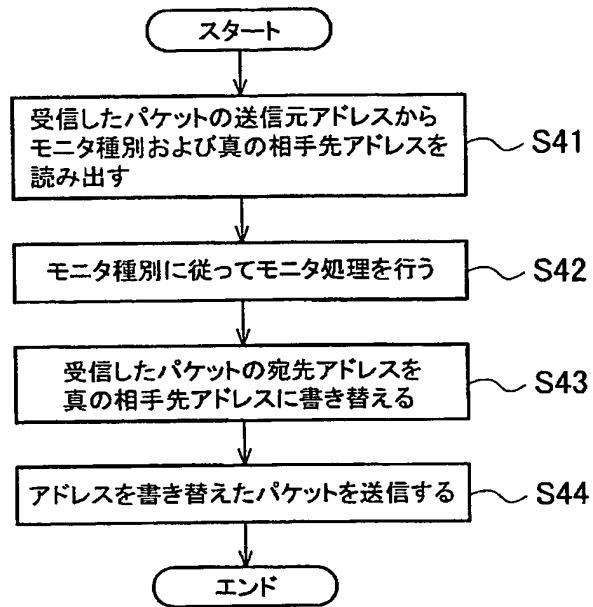 スタート
受信したパケットの送信元アドレスから
モニタ種別および真の相手先アドレスを
読み出す
S41
モニタ種別に従ってモニタ処理を行う
S42
受信したパケットの宛先アドレスを
真の相手先アドレスに書き替える
S43
アドレスを書き替えたパケットを送信する
S44
エンド